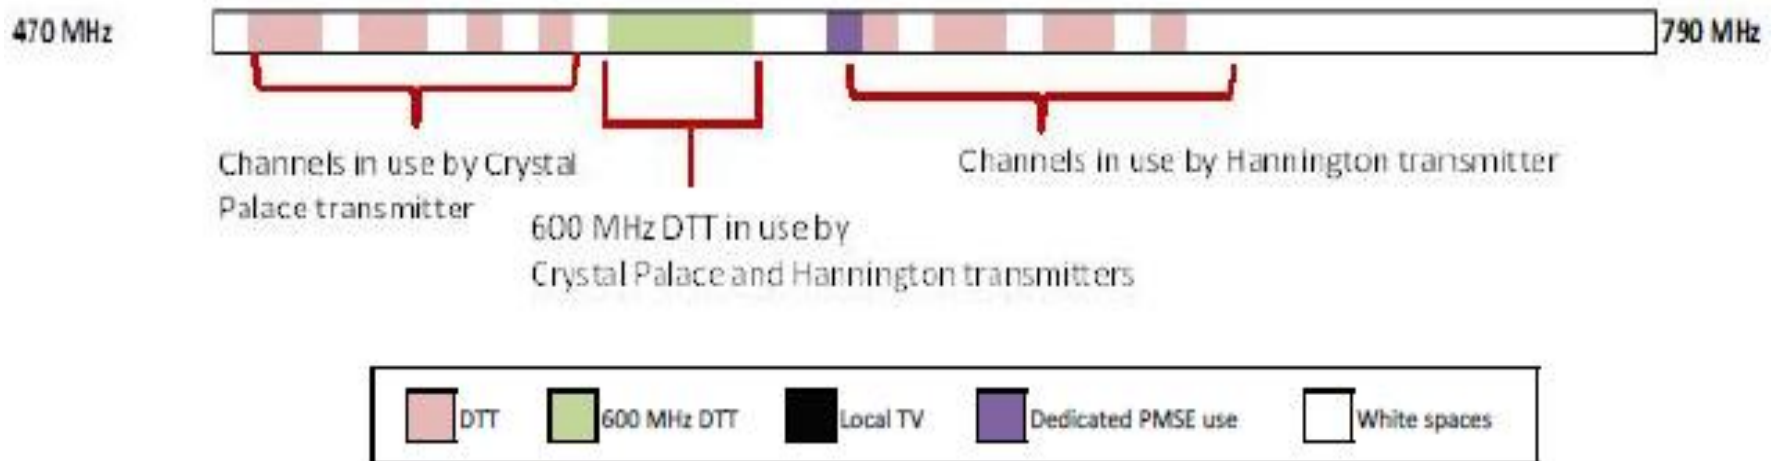 470 MHz
790 MHz
Channels in use by Crystal
Palace transmitter
600 MHz DTT in use by
Crystal Palace and Hannington transmitters
Channels in use by Hannington transmitter
DTT
600 MHz DTT
Local TV
Dedicated PMSE use
White spaces